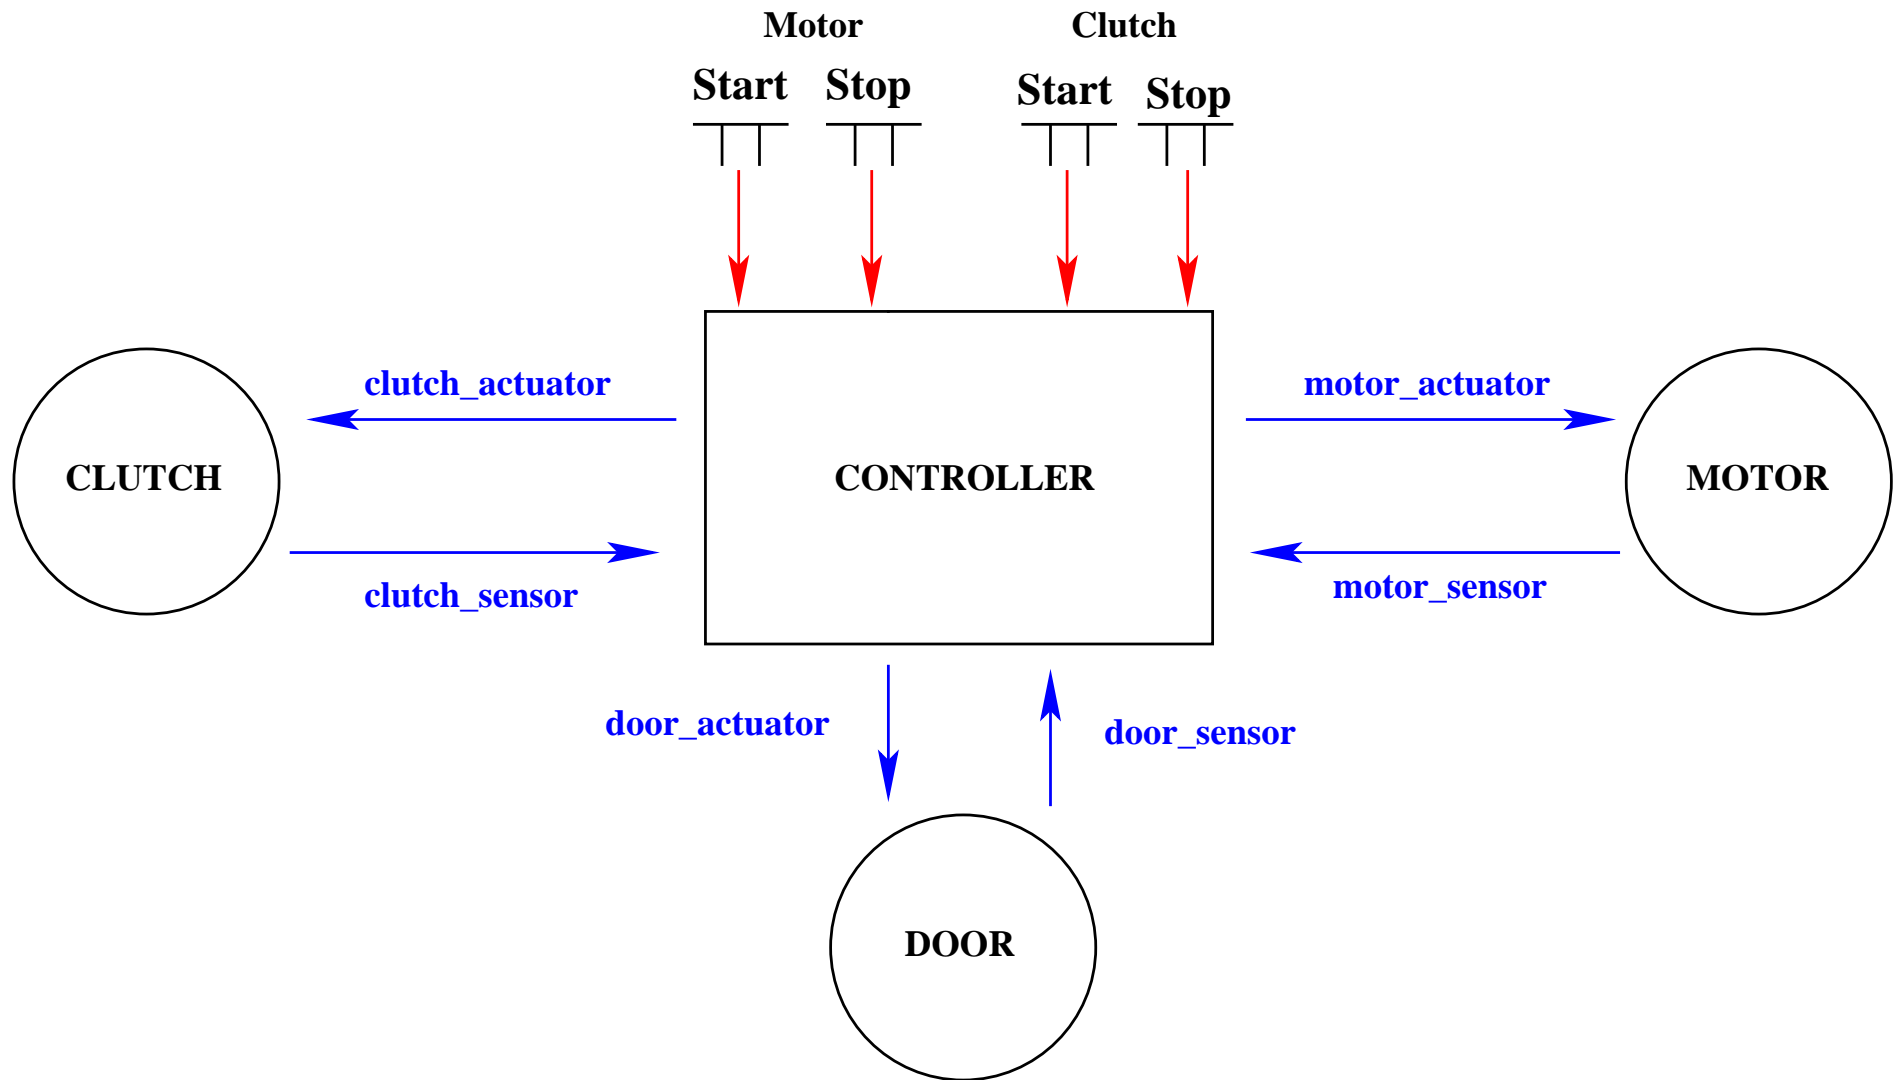 Motor Clutch
Start Stop Start Stop
clutch_actuator motor_actuator
CLUTCH CONTROLLER MOTOR
clutch_sensor motor_sensor
door_actuator door_sensor
DOOR